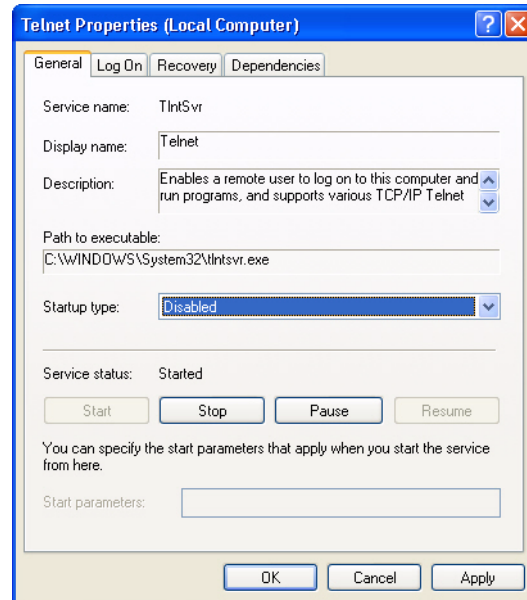 Telnet Properties (Local Computer)
General Log On Recovery Dependencies
Service name: TlntSvr
Display name: Telnet
Description: Enables a remote user to log on to this computer and
run programs, and supports various TCP/IP Telnet
Path to executable:
C:\WINDOWS\System32\tlntsvr.exe
Startup type: Disabled
Service status: Started
Start Stop Pause Resume
You can specify the start parameters that apply when you start the service
from here.
Start parameters:
OK Cancel Apply